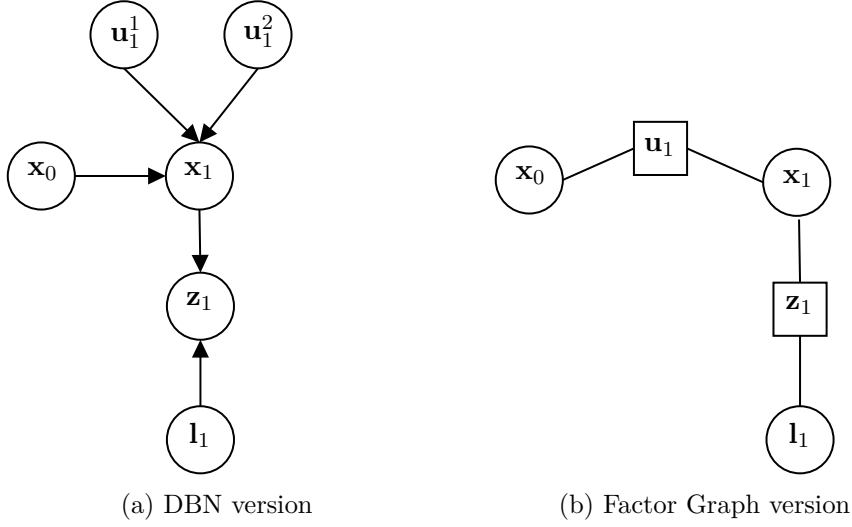 u₁¹ u₁²
x₀ x₁ z₁ l₁
(a) DBN version
x₀ u₁ x₁ z₁ l₁
(b) Factor Graph version